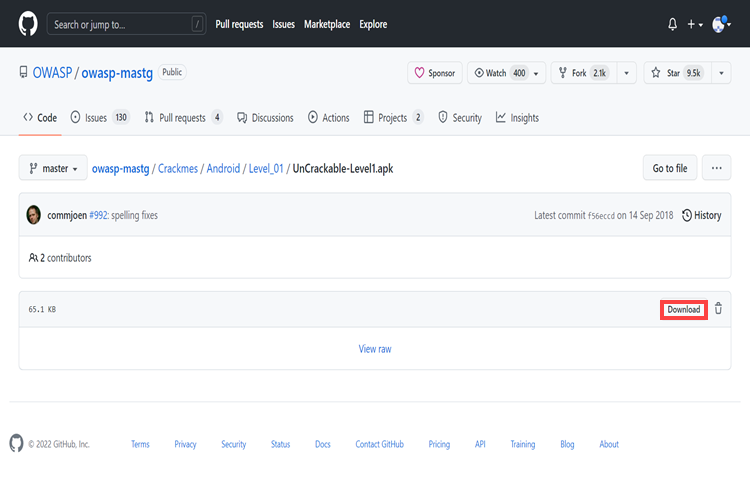 Search or jump to... / Pull requests Issues Marketplace Explore
OWASP / owasp-mastg Public Sponsor Watch 400 Fork 2.1k Star 9.5k
Code Issues 130 Pull requests 4 Discussions Actions Projects 2 Security Insights
master owasp-mastg / Crackmes / Android / Level_01 / UnCrackable-Level1.apk Go to file ...
commjoen #992: spelling fixes Latest commit f56eccd on 14 Sep 2018 History
2 contributors
65.1 KB Download
View raw
© 2022 GitHub, Inc. Terms Privacy Security Status Docs Contact GitHub Pricing API Training Blog About